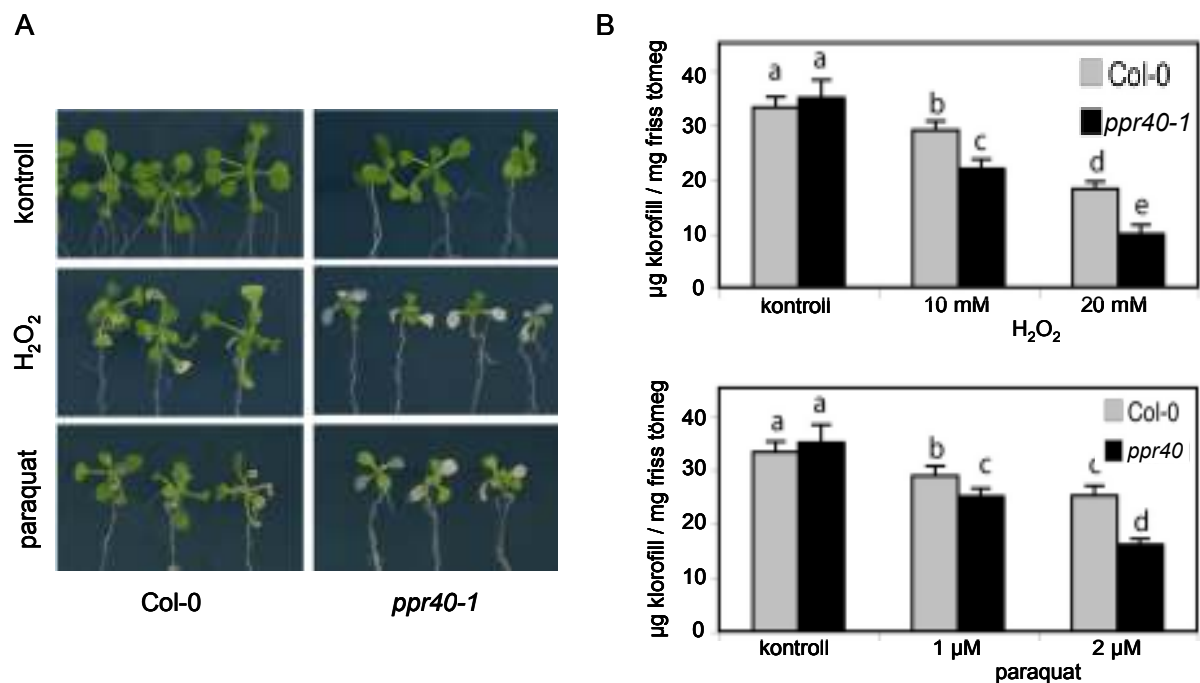 A
kontroll
H₂O₂
paraquat
Col-0
ppr40-1
B
µg klorofill / mg friss tömeg
40
30
20
10
0
a
a
b
c
d
e
Col-0
ppr40-1
kontroll
10 mM
20 mM
H₂O₂
µg klorofill / mg friss tömeg
40
30
20
10
0
a
a
b
c
c
d
Col-0
ppr40
kontroll
1 µM
2 µM
paraquat